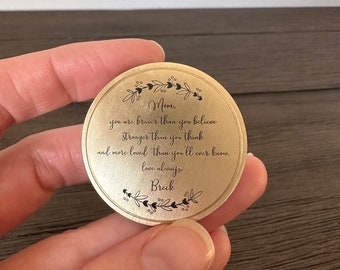 Mom,
you are braver than you believe
stronger than you think
and more loved than you'll ever know,
love always,
Breck